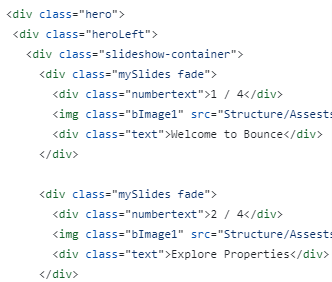 <div class="hero">
<div class="heroLeft">
<div class="slideshow-container">
<div class="mySlides fade">
<div class="numbertext">1 / 4</div>
<img class="bImage1" src="Structure/Assests
<div class="text">Welcome to Bounce</div>
</div>
<div class="mySlides fade">
<div class="numbertext">2 / 4</div>
<img class="bImage1" src="Structure/Assests
<div class="text">Explore Properties</div>
</div>